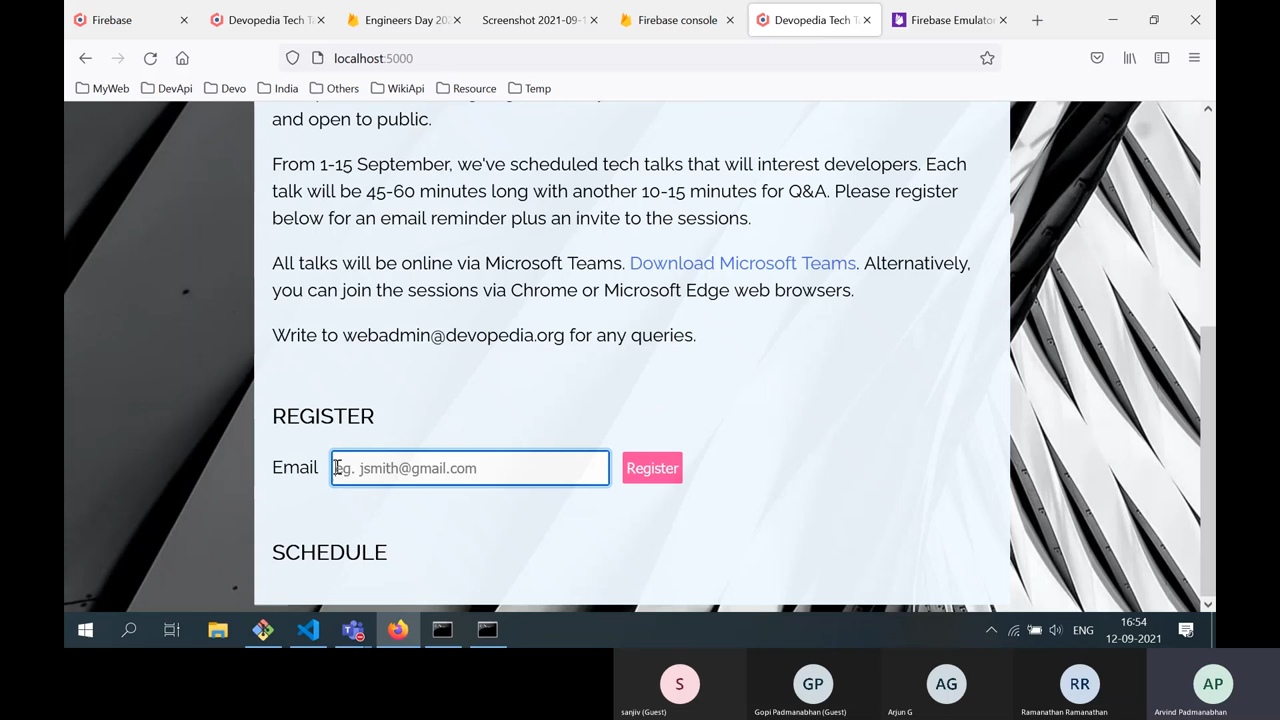 Firebase
Devopedia Tech T
Engineers Day 20
Screenshot 2021-09-1
Firebase console
Devopedia Tech T
Firebase Emulator
localhost:5000
MyWeb
DevApi
Devo
India
Others
WikiApi
Resource
Temp
and open to public.
From 1-15 September, we've scheduled tech talks that will interest developers. Each
talk will be 45-60 minutes long with another 10-15 minutes for Q&A. Please register
below for an email reminder plus an invite to the sessions.
All talks will be online via Microsoft Teams. Download Microsoft Teams. Alternatively,
you can join the sessions via Chrome or Microsoft Edge web browsers.
Write to webadmin@devopedia.org for any queries.
REGISTER
Email
eg. jsmith@gmail.com
Register
SCHEDULE
ENG
16:54
12-09-2021
S
GP
AG
RR
AP
sanjiv (Guest)
Gopi Padmanabhan (Guest)
Arjun G
Ramanathan Ramanathan
Arvind Padmanabhan